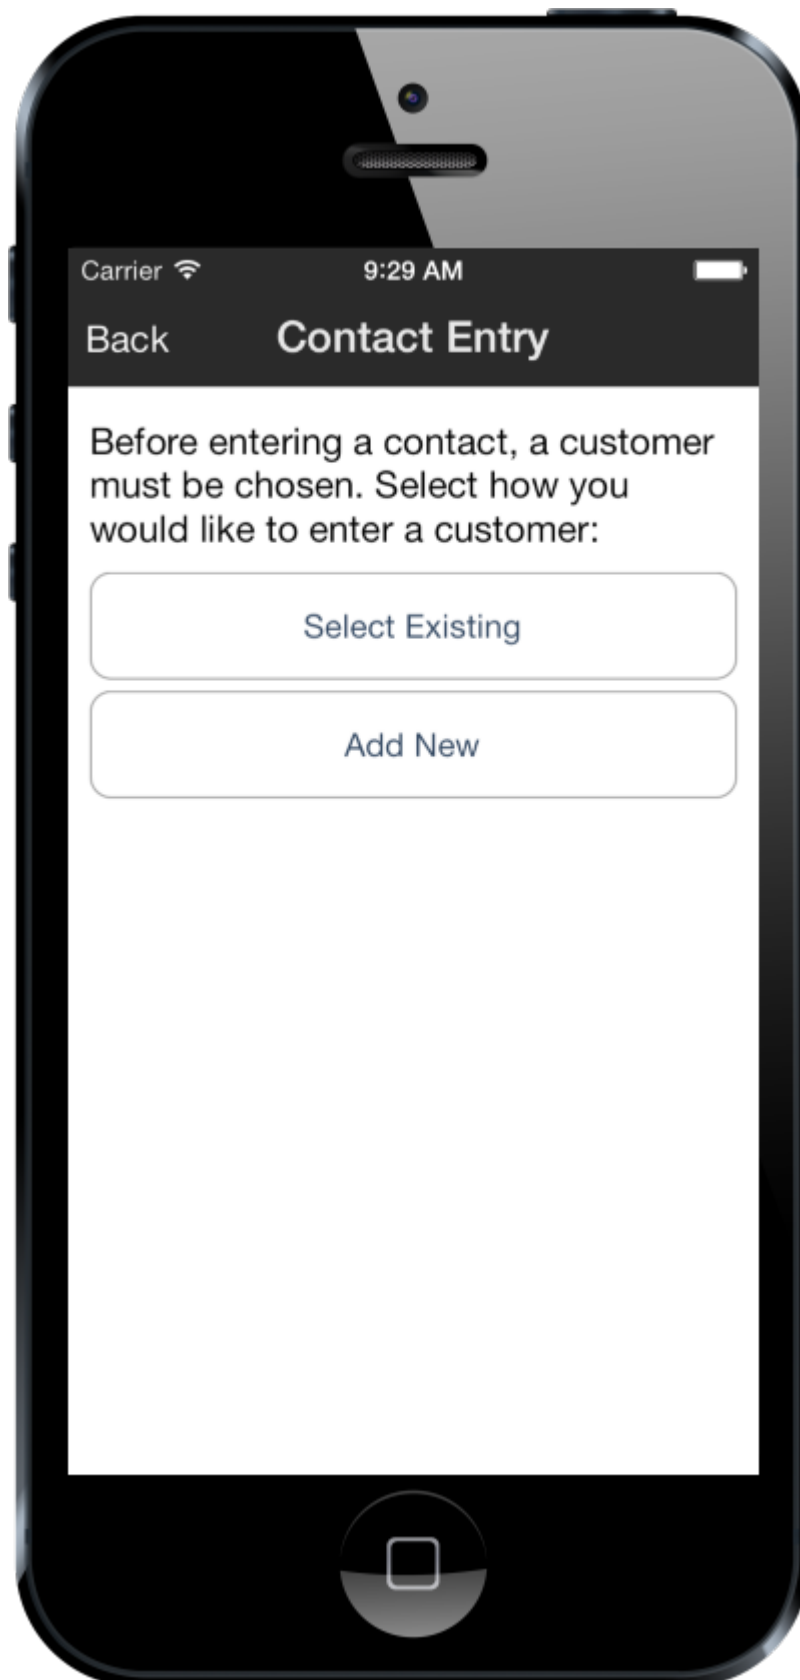 Carrier 9:29 AM
Back Contact Entry
Before entering a contact, a customer
must be chosen. Select how you
would like to enter a customer:
Select Existing
Add New